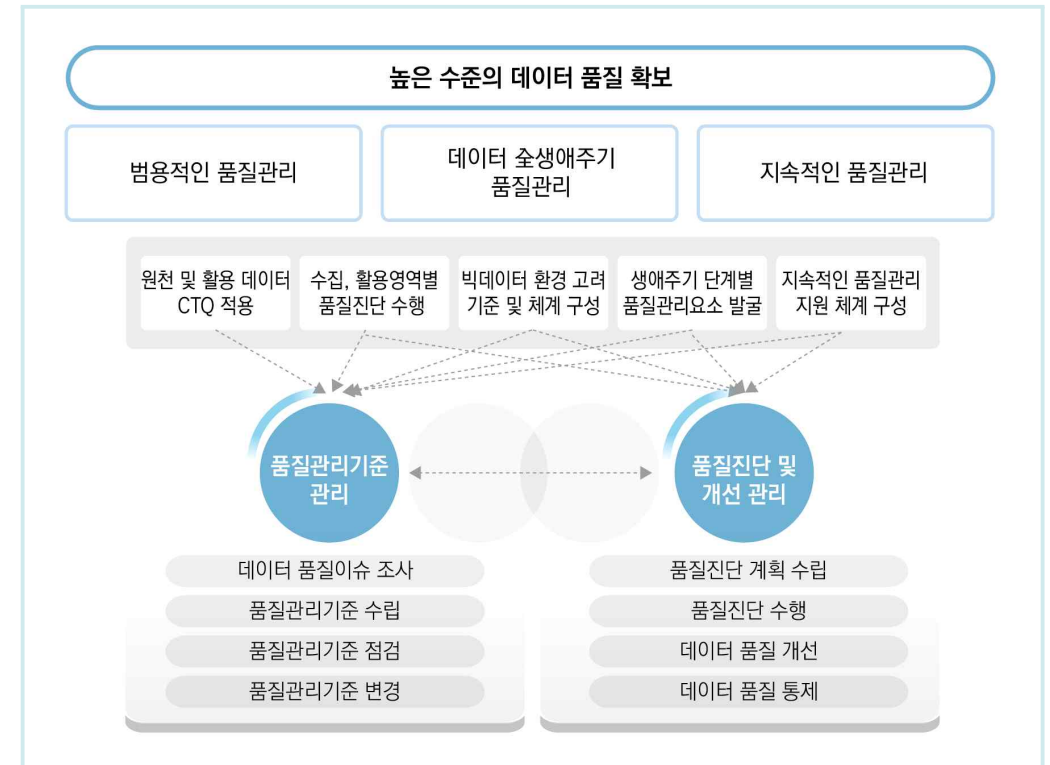 높은 수준의 데이터 품질 확보
범용적인 품질관리
데이터 全생애주기
품질관리
지속적인 품질관리
원천 및 활용 데이터
CTQ 적용
수집, 활용영역별
품질진단 수행
빅데이터 환경 고려
기준 및 체계 구성
생애주기 단계별
품질관리요소 발굴
지속적인 품질관리
지원 체계 구성
품질관리기준
관리
품질진단 및
개선 관리
데이터 품질이슈 조사
품질관리기준 수립
품질관리기준 점검
품질관리기준 변경
품질진단 계획 수립
품질진단 수행
데이터 품질 개선
데이터 품질 통제